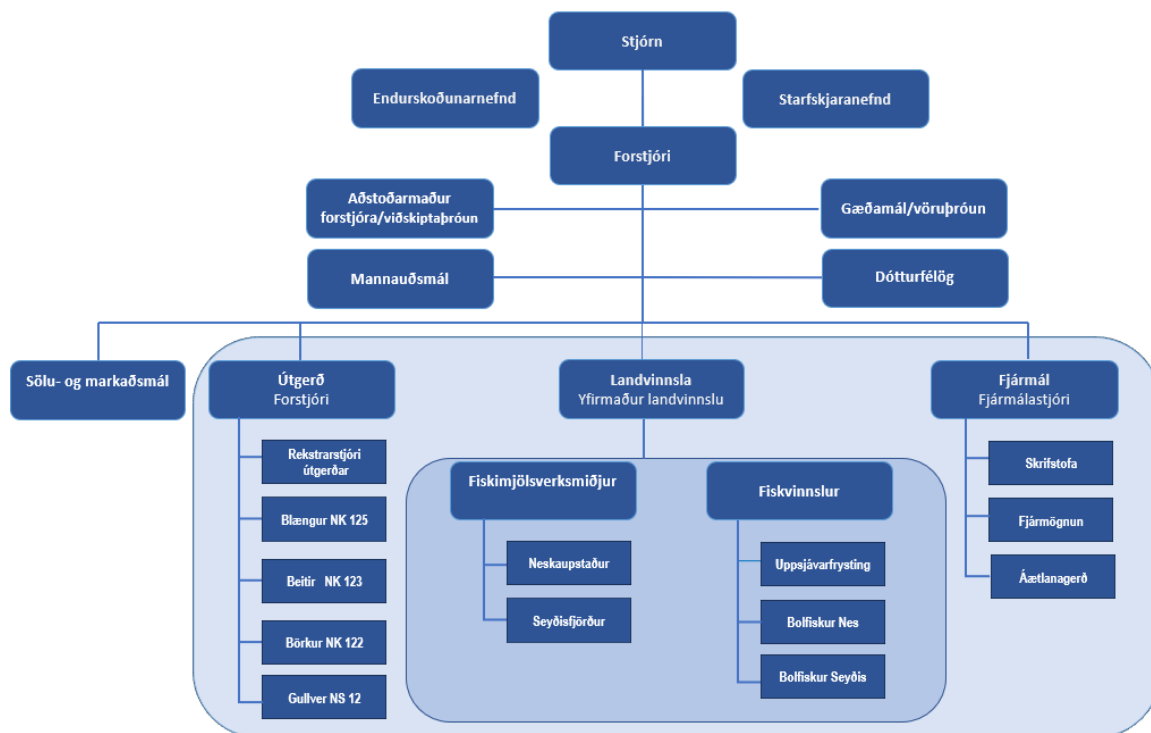 Stjórn
Endurskoðunarnefnd
Starfskjaranefnd
Forstjóri
Aðstoðarmaður
forstjóra/viðskiptaþróun
Gæðamál/vöruþróun
Mannauðsmál
Dótturfélög
Sölu- og markaðsmál
Útgerð
Forstjóri
Rekstrarstjóri
útgerðar
Blængur NK 125
Beitir NK 123
Börkur NK 122
Gullver NS 12
Landvinnsla
Yfirmaður landvinnslu
Fiskimjölsverksmiðjur
Neskaupstaður
Seyðisfjörður
Fiskvinnslur
Uppsjávarfrysting
Bolfiskur Nes
Bolfiskur Seyðis
Fjármál
Fjármálastjóri
Skrifstofa
Fjármögnun
Áætlanagerð